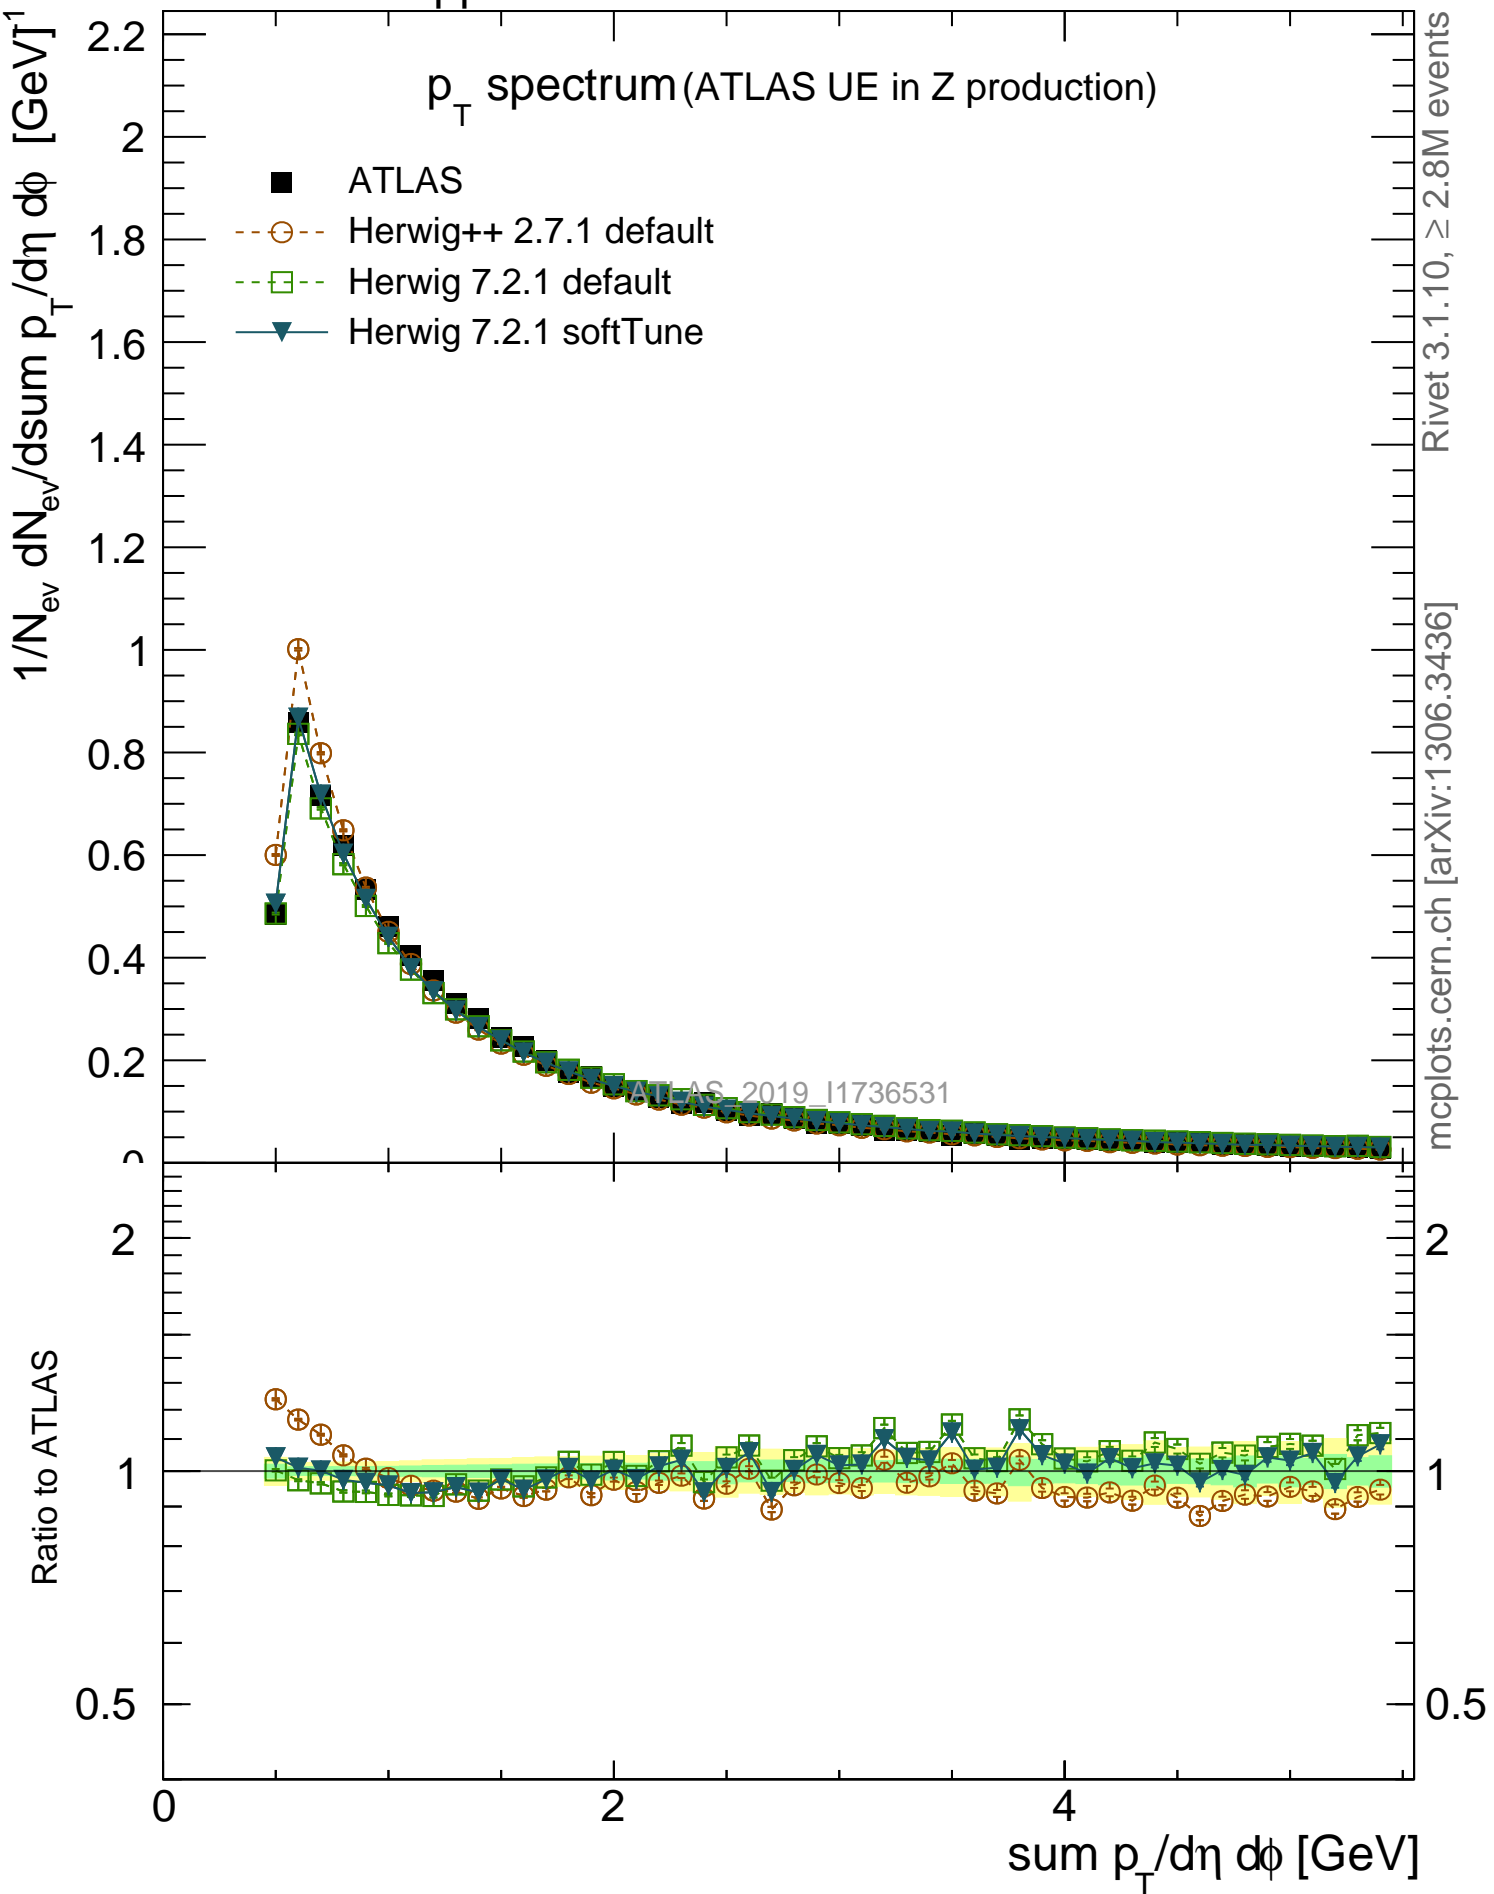 p_T spectrum (ATLAS UE in Z production)
ATLAS
Herwig++ 2.7.1 default
Herwig 7.2.1 default
Herwig 7.2.1 softTune
1/N_ev dN_ev/dsum p_T/dη dϕ [GeV]^-1
2.2
2
1.8
1.6
1.4
1.2
1
0.8
0.6
0.4
0.2
0
ATLAS_2019_I1736531
Rivet 3.1.10, ≥ 2.8M events
mcplots.cern.ch [arXiv:1306.3436]
Ratio to ATLAS
2
1
0.5
2
1
0.5
0
2
4
sum p_T/dη dϕ [GeV]